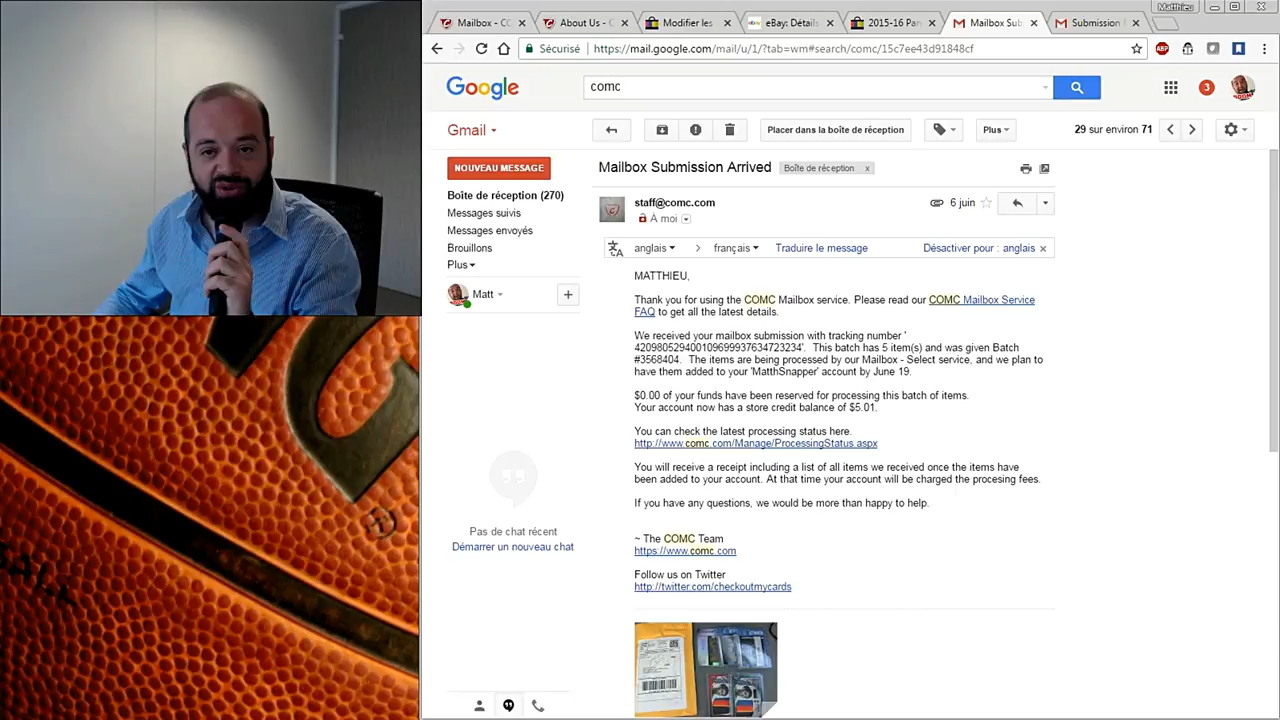 Matthieu
Mailbox - CC
About Us - C
Modifier les
eBay: Détails
2015-16 Pan
Mailbox Sub
Submission
Sécurisé
https://mail.google.com/mail/u/1/?tab=wm#search/comc/15c7ee43d91848cf
ABP
Google
comc
3
Gmail
Placer dans la boîte de réception
Plus
29 sur environ 71
NOUVEAU MESSAGE
Mailbox Submission Arrived
Boîte de réception x
Boîte de réception (270)
Messages suivis
Messages envoyés
Brouillons
Plus
Matt
staff@comc.com
À moi
6 juin
anglais
français
Traduire le message
Désactiver pour : anglais x
MATTHIEU,
Thank you for using the COMC Mailbox service. Please read our COMC Mailbox Service
FAQ to get all the latest details.
We received your mailbox submission with tracking number '
420980529400109699937634723234'. This batch has 5 item(s) and was given Batch
#3568404. The items are being processed by our Mailbox - Select service, and we plan to
have them added to your 'MatthSnapper' account by June 19.
$0.00 of your funds have been reserved for processing this batch of items.
Your account now has a store credit balance of $5.01.
You can check the latest processing status here.
http://www.comc.com/Manage/ProcessingStatus.aspx
You will receive a receipt including a list of all items we received once the items have
been added to your account. At that time your account will be charged the procesing fees.
If you have any questions, we would be more than happy to help.
~ The COMC Team
https://www.comc.com
Follow us on Twitter
http://twitter.com/checkoutmycards
Pas de chat récent
Démarrer un nouveau chat